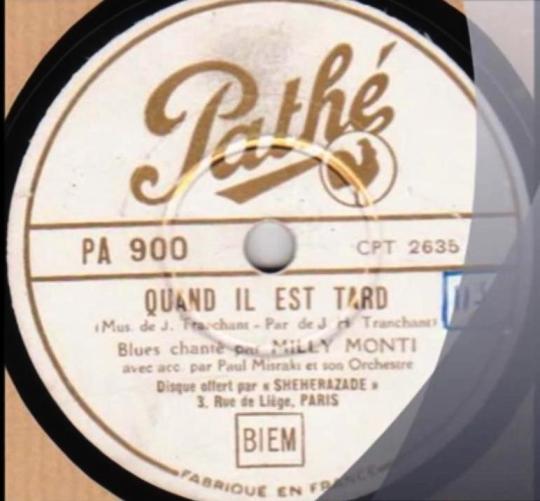 Pathé
PA 900
CPT 2635
QUAND IL EST TARD
(Mus. de J. Tranchant - Par de J. H. Tranchant)
Blues chanté par MILLY MONTI
avec acc. par Paul Misraki et son Orchestre
Disque offert par « SHEHERAZADE »
3, Rue de Liège, PARIS
BIEM
FABRIQUÉ EN FRANCE